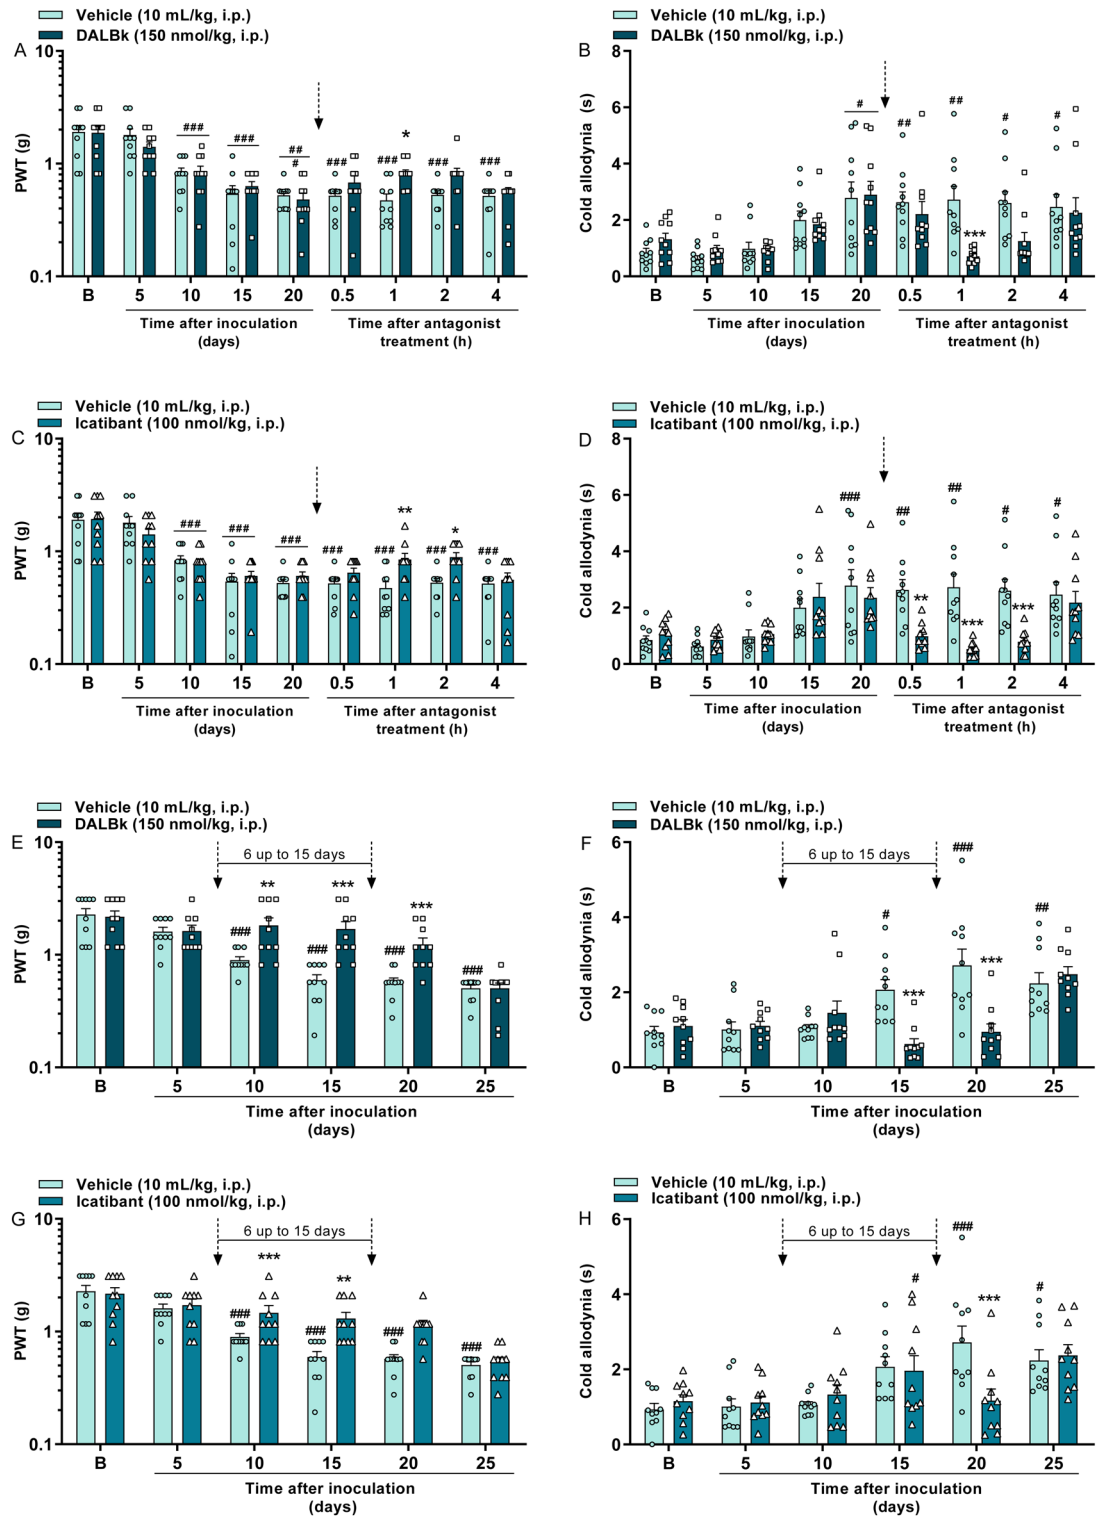 Vehicle (10 mL/kg, i.p.)
DALBk (150 nmol/kg, i.p.)
A
10
1
0.1
PWT (g)
###
###
##
#
###
###
*
###
###
B
5
10
15
20
0.5
1
2
4
Time after inoculation
(days)
Time after antagonist
treatment (h)
Vehicle (10 mL/kg, i.p.)
DALBk (150 nmol/kg, i.p.)
B
8
6
4
2
0
Cold allodynia (s)
#
##
##
***
#
#
B
5
10
15
20
0.5
1
2
4
Time after inoculation
(days)
Time after antagonist
treatment (h)
Vehicle (10 mL/kg, i.p.)
Icatibant (100 nmol/kg, i.p.)
C
10
1
0.1
PWT (g)
###
###
###
###
###
**
###
*
###
B
5
10
15
20
0.5
1
2
4
Time after inoculation
(days)
Time after antagonist
treatment (h)
Vehicle (10 mL/kg, i.p.)
Icatibant (100 nmol/kg, i.p.)
D
8
6
4
2
0
Cold allodynia (s)
###
##
**
##
***
#
***
#
B
5
10
15
20
0.5
1
2
4
Time after inoculation
(days)
Time after antagonist
treatment (h)
Vehicle (10 mL/kg, i.p.)
DALBk (150 nmol/kg, i.p.)
E
10
1
0.1
PWT (g)
6 up to 15 days
###
**
###
***
###
***
###
B
5
10
15
20
25
Time after inoculation
(days)
Vehicle (10 mL/kg, i.p.)
DALBk (150 nmol/kg, i.p.)
F
6
4
2
0
Cold allodynia (s)
6 up to 15 days
#
***
###
***
##
B
5
10
15
20
25
Time after inoculation
(days)
Vehicle (10 mL/kg, i.p.)
Icatibant (100 nmol/kg, i.p.)
G
10
1
0.1
PWT (g)
6 up to 15 days
###
***
###
**
###
###
B
5
10
15
20
25
Time after inoculation
(days)
Vehicle (10 mL/kg, i.p.)
Icatibant (100 nmol/kg, i.p.)
H
6
4
2
0
Cold allodynia (s)
6 up to 15 days
#
###
***
#
B
5
10
15
20
25
Time after inoculation
(days)